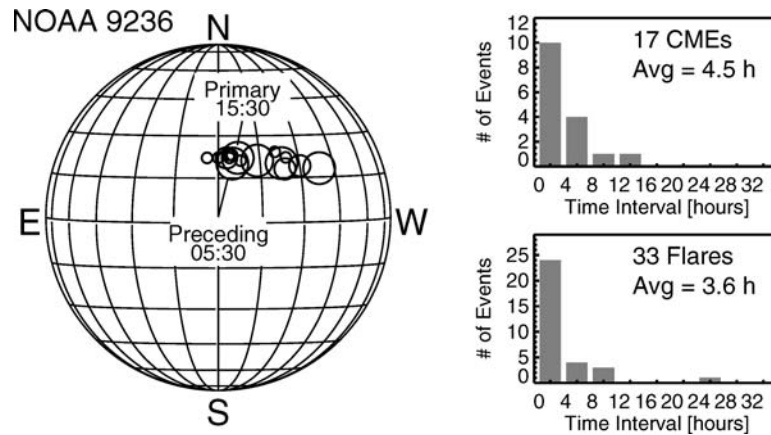 NOAA 9236
N
Primary
15:30
E
W
Preceding
05:30
S
12
10
8
6
4
2
0
# of Events
17 CMEs
Avg = 4.5 h
0 4 8 12 16 20 24 28 32
Time Interval [hours]
25
20
15
10
5
0
# of Events
33 Flares
Avg = 3.6 h
0 4 8 12 16 20 24 28 32
Time Interval [hours]